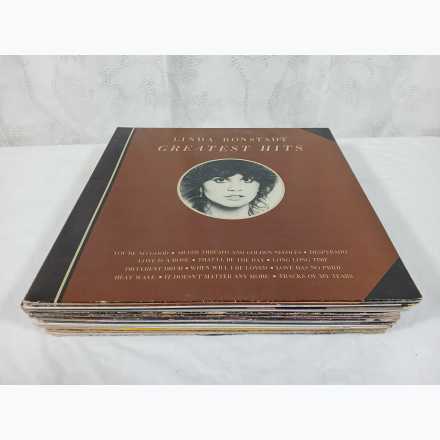 LINDA RONSTADT
GREATEST HITS
YOU'RE NO GOOD • SILVER THREADS AND GOLDEN NEEDLES • DESPERADO
LOVE IS A ROSE • THAT'LL BE THE DAY • LONG LONG TIME
DIFFERENT DRUM • WHEN WILL I BE LOVED • LOVE HAS NO PRIDE
HEAT WAVE • IT DOESN'T MATTER ANY MORE • TRACKS OF MY TEARS